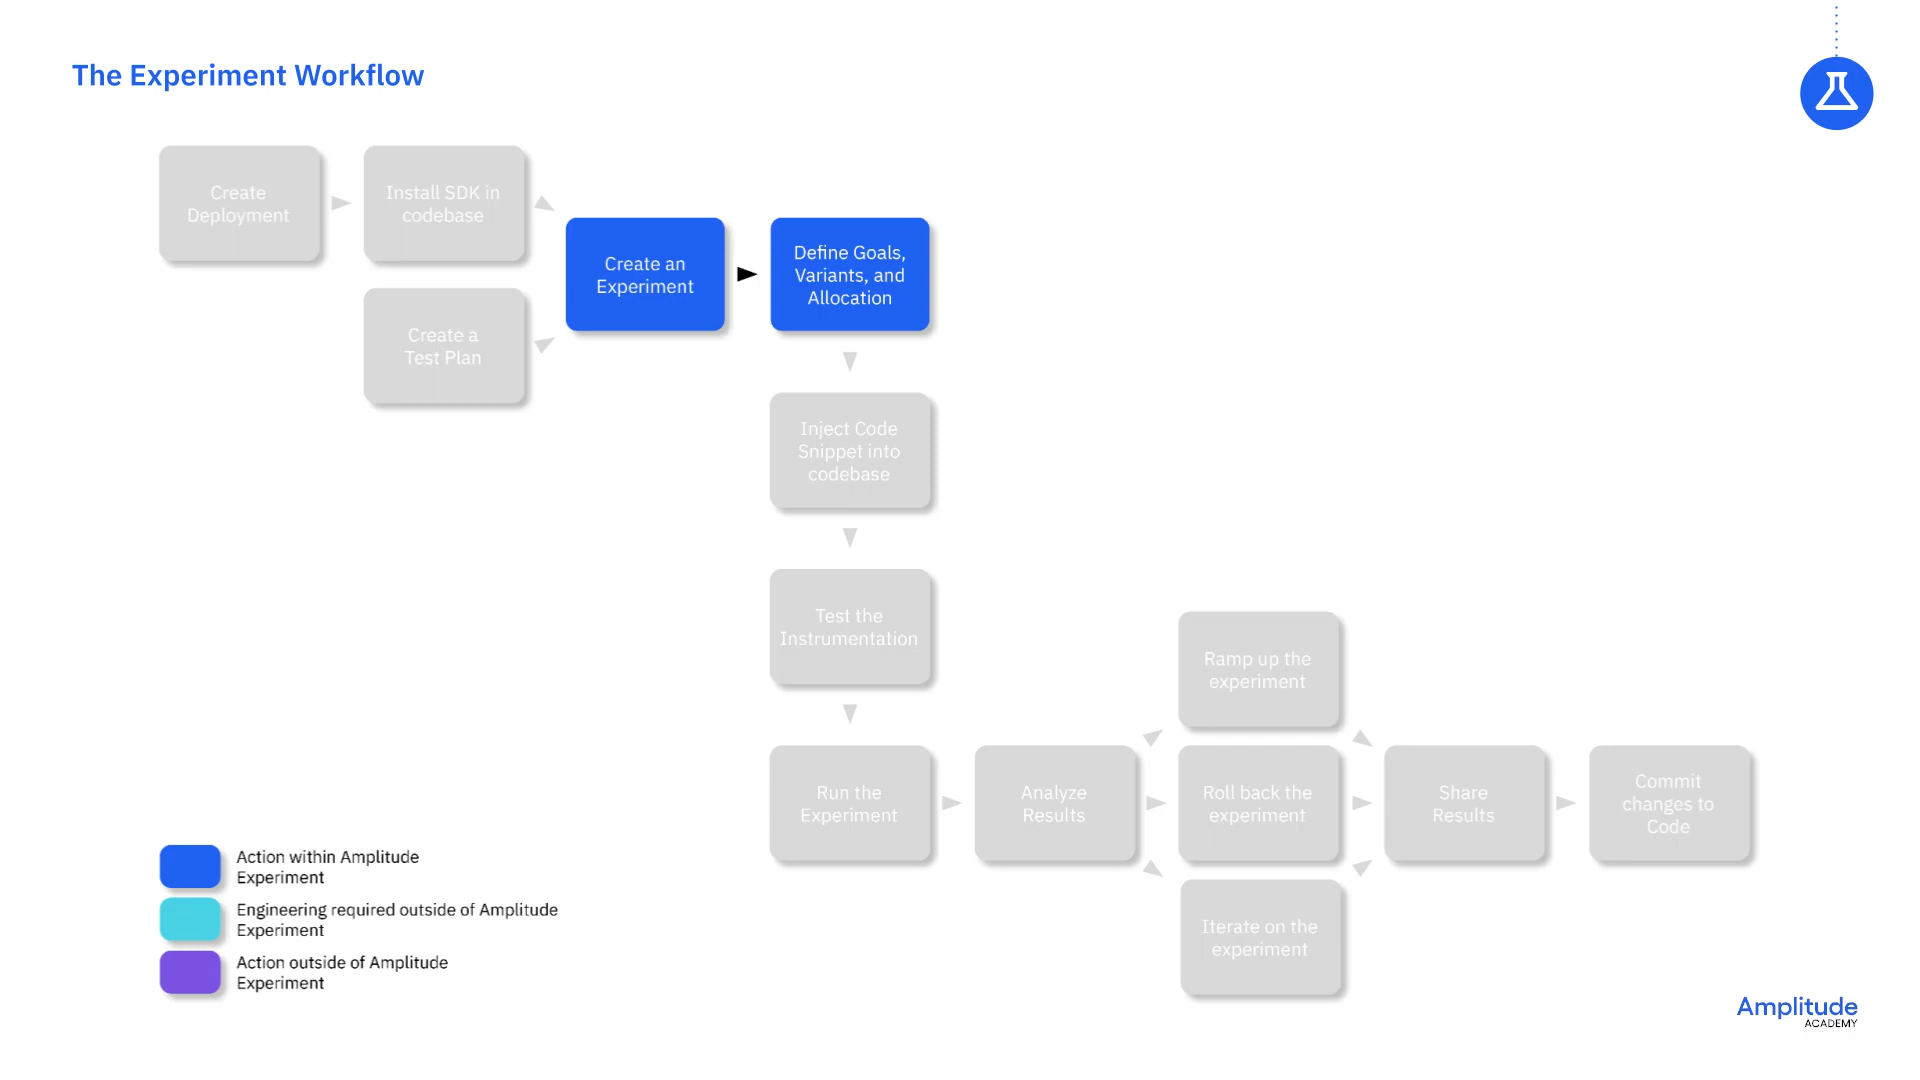 The Experiment Workflow
Create
Deployment
Install SDK in
codebase
Create a
Test Plan
Create an
Experiment
Define Goals,
Variants, and
Allocation
Inject Code
Snippet into
codebase
Test the
Instrumentation
Run the
Experiment
Analyze
Results
Ramp up the
experiment
Roll back the
experiment
Iterate on the
experiment
Share
Results
Commit
changes to
Code
Action within Amplitude
Experiment
Engineering required outside of Amplitude
Experiment
Action outside of Amplitude
Experiment
Amplitude
ACADEMY